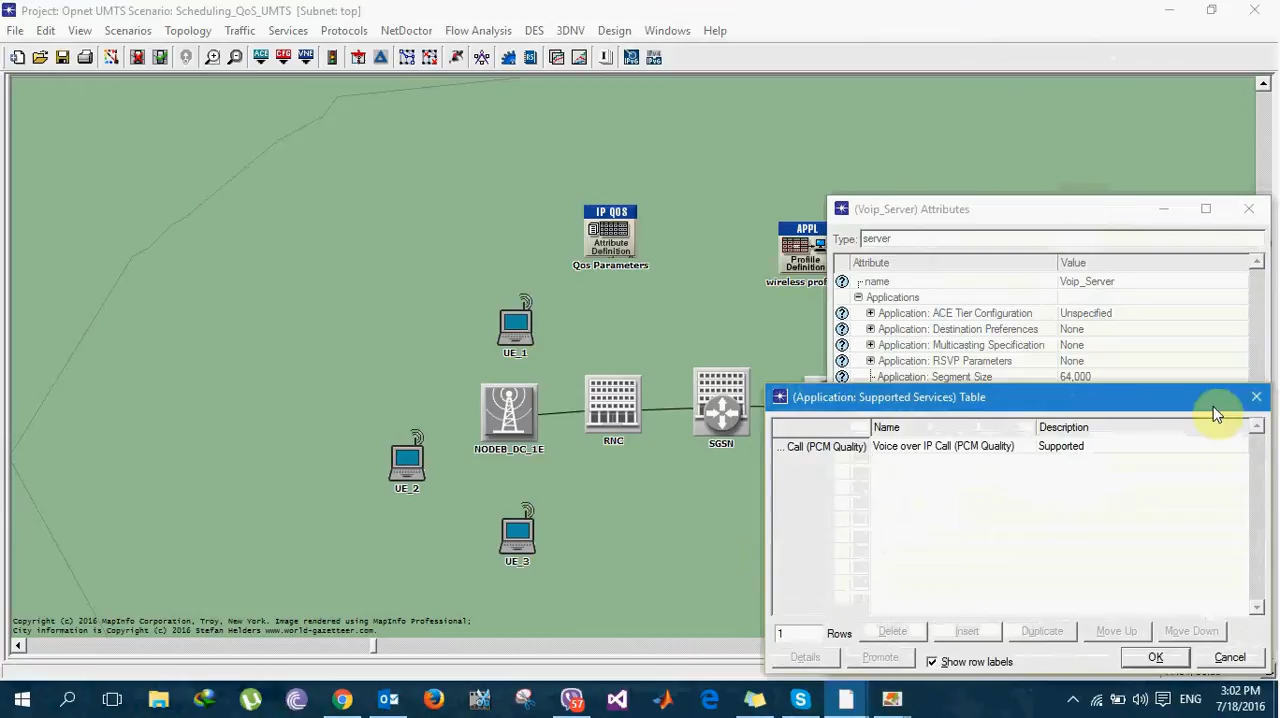 Project: Opnet UMTS Scenario: Scheduling_QoS_UMTS [Subnet: top]
File Edit View Scenarios Topology Traffic Services Protocols NetDoctor Flow Analysis DES 3DNV Design Windows Help
IP QOS
Attribute
Definition
Qos Parameters
APPL
Profile
Definition
wireless prof
UE_1
NODEB_DC_1E
RNC
SGSN
UE_2
UE_3
(Voip_Server) Attributes
Type: server
Attribute Value
name Voip_Server
Applications
Application: ACE Tier Configuration Unspecified
Application: Destination Preferences None
Application: Multicasting Specification None
Application: RSVP Parameters None
Application: Segment Size 64,000
(Application: Supported Services) Table
Name Description
... Call (PCM Quality) Voice over IP Call (PCM Quality) Supported
1 Rows Delete Insert Duplicate Move Up Move Down
Details Promote Show row labels OK Cancel
Copyright (c) 2016 MapInfo Corporation, Troy, New York. Image rendered using MapInfo Professional;
City information is Copyright (c) 2016 Stefan Helders www.world-gazetteer.com.
57
ENG
3:02 PM
7/18/2016